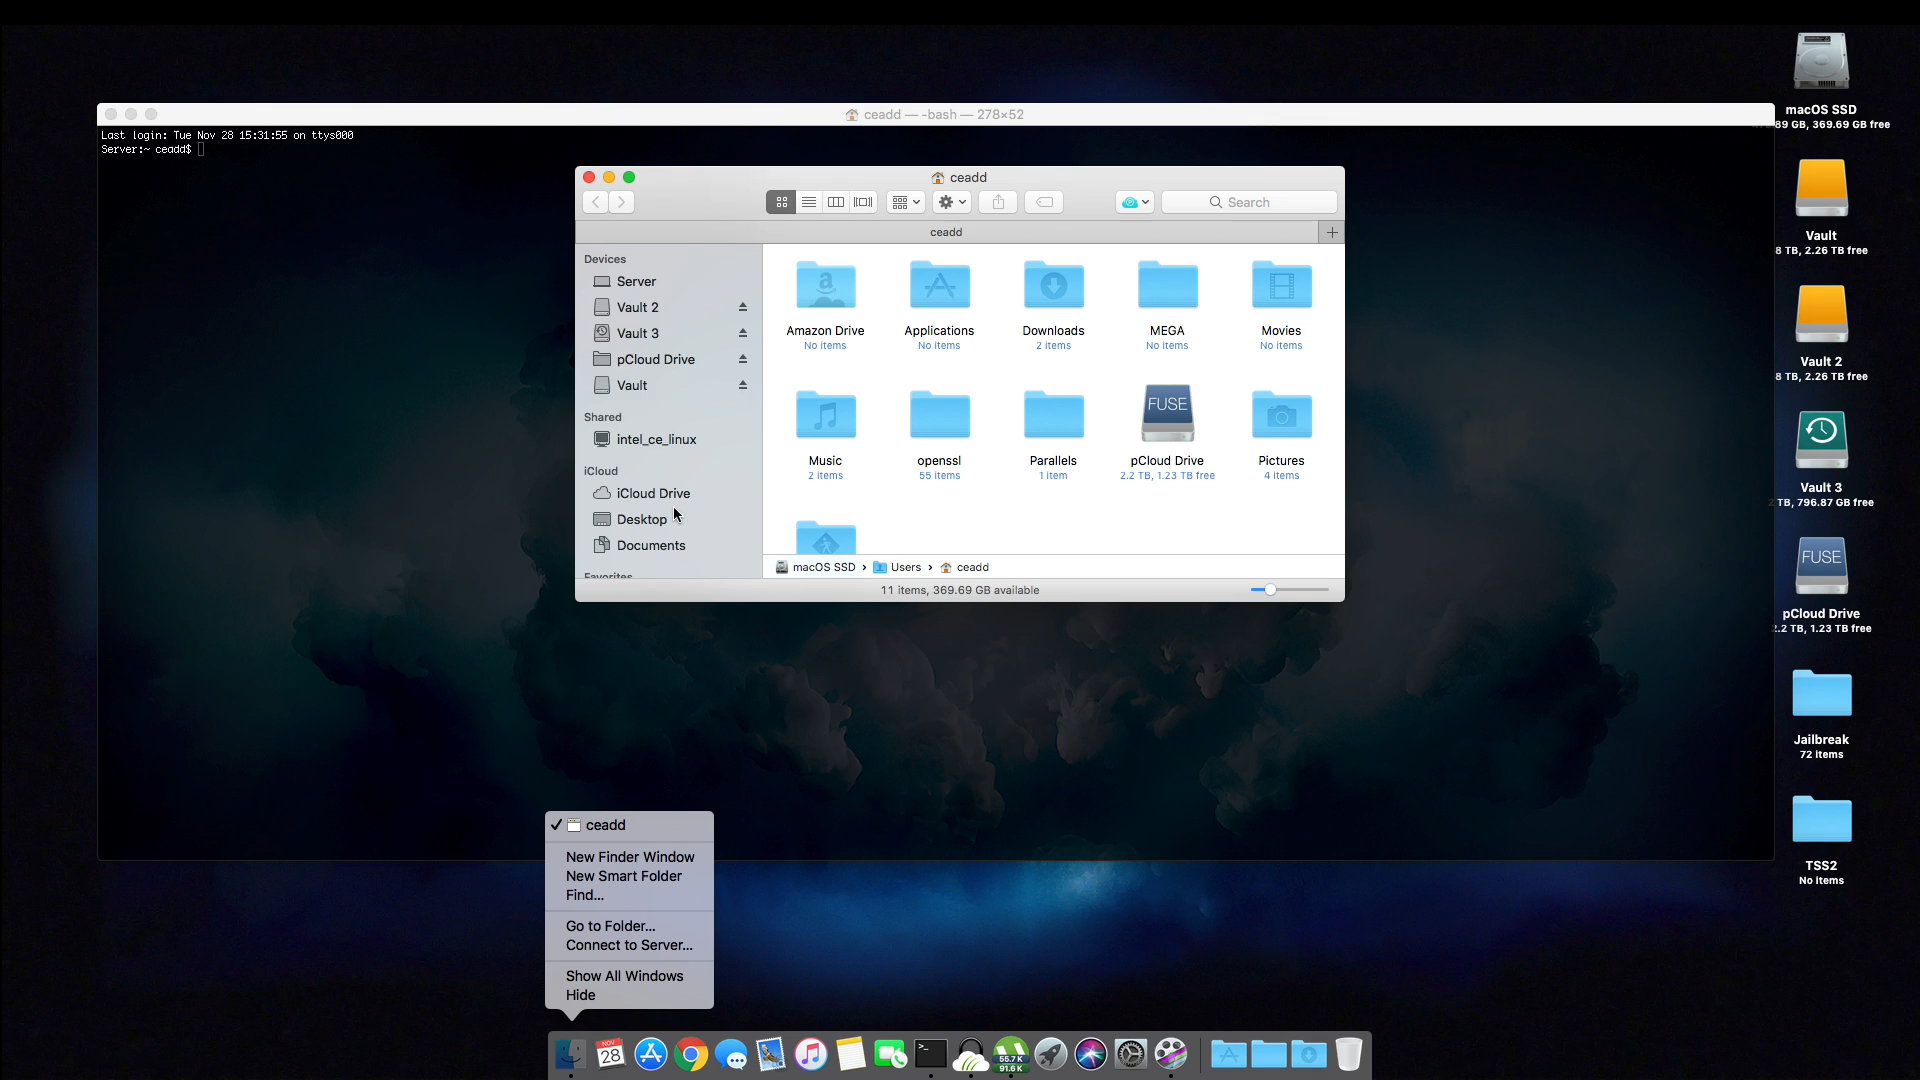 ceadd — -bash — 278×52
Last login: Tue Nov 28 15:31:55 on ttys000
Server:~ ceadd$
ceadd
Search
ceadd
Devices
Server
Vault 2
Vault 3
pCloud Drive
Vault
Shared
intel_ce_linux
iCloud
iCloud Drive
Desktop
Documents
Favorites
Amazon Drive
No items
Applications
No items
Downloads
2 items
MEGA
No items
Movies
No items
Music
2 items
openssl
55 items
Parallels
1 item
FUSE
pCloud Drive
2.2 TB, 1.23 TB free
Pictures
4 items
macOS SSD › Users › ceadd
11 items, 369.69 GB available
macOS SSD
89 GB, 369.69 GB free
Vault
8 TB, 2.26 TB free
Vault 2
8 TB, 2.26 TB free
Vault 3
2 TB, 796.87 GB free
FUSE
pCloud Drive
2.2 TB, 1.23 TB free
Jailbreak
72 items
TSS2
No items
✓ ceadd
New Finder Window
New Smart Folder
Find...
Go to Folder...
Connect to Server...
Show All Windows
Hide
NOV
28
>_
55.7 K
91.6 K